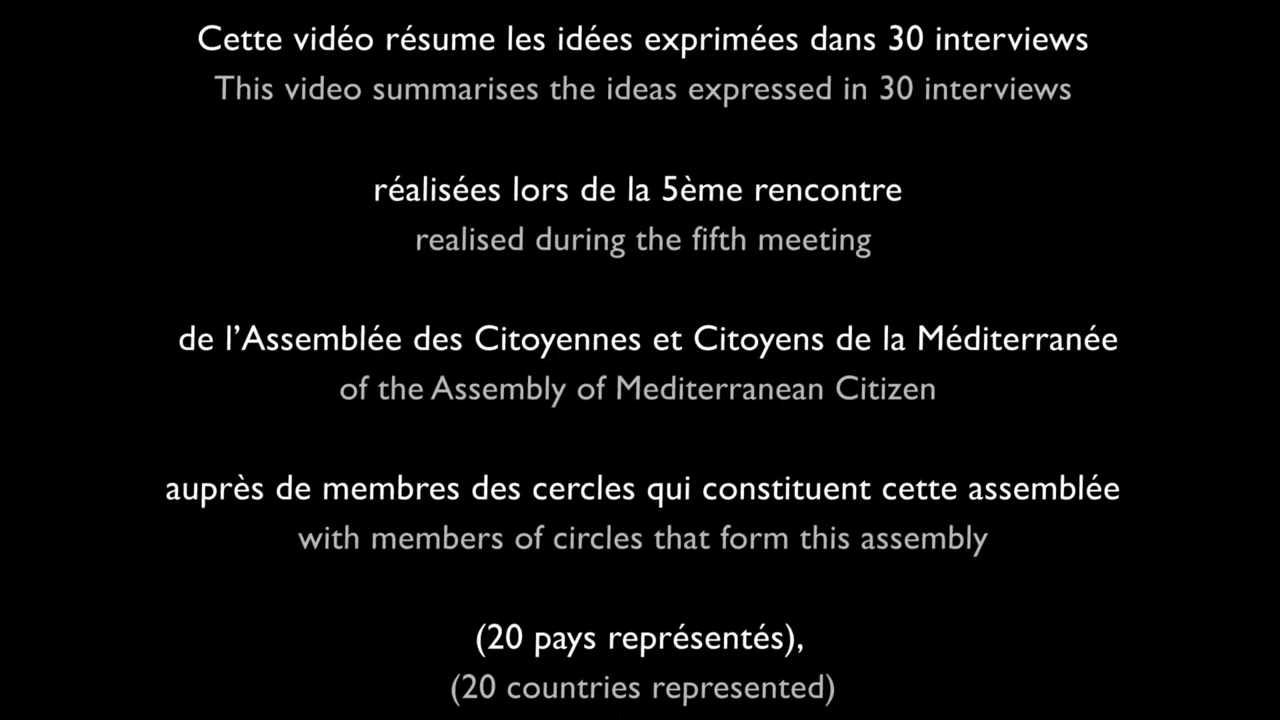 Cette vidéo résume les idées exprimées dans 30 interviews
This video summarises the ideas expressed in 30 interviews
réalisées lors de la 5ème rencontre
realised during the fifth meeting
de l’Assemblée des Citoyennes et Citoyens de la Méditerranée
of the Assembly of Mediterranean Citizen
auprès de membres des cercles qui constituent cette assemblée
with members of circles that form this assembly
(20 pays représentés),
(20 countries represented)